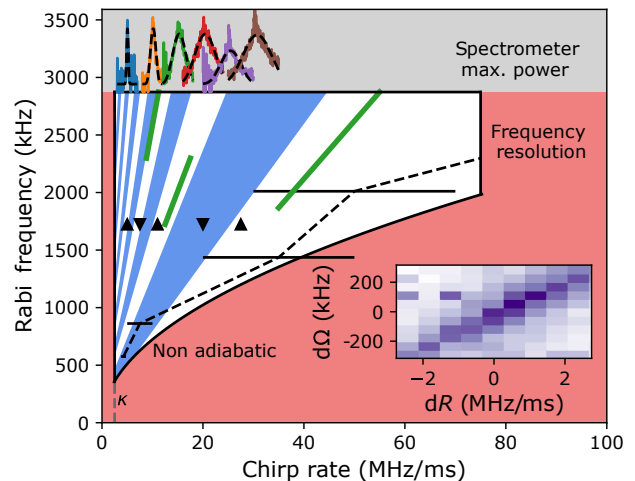 Spectrometer
max. power
Frequency
resolution
Non adiabatic
κ
Rabi frequency (kHz)
3500
3000
2500
2000
1500
1000
500
0
0 20 40 60 80 100
Chirp rate (MHz/ms)
dΩ (kHz)
200
0
-200
−2 0 2
dR (MHz/ms)